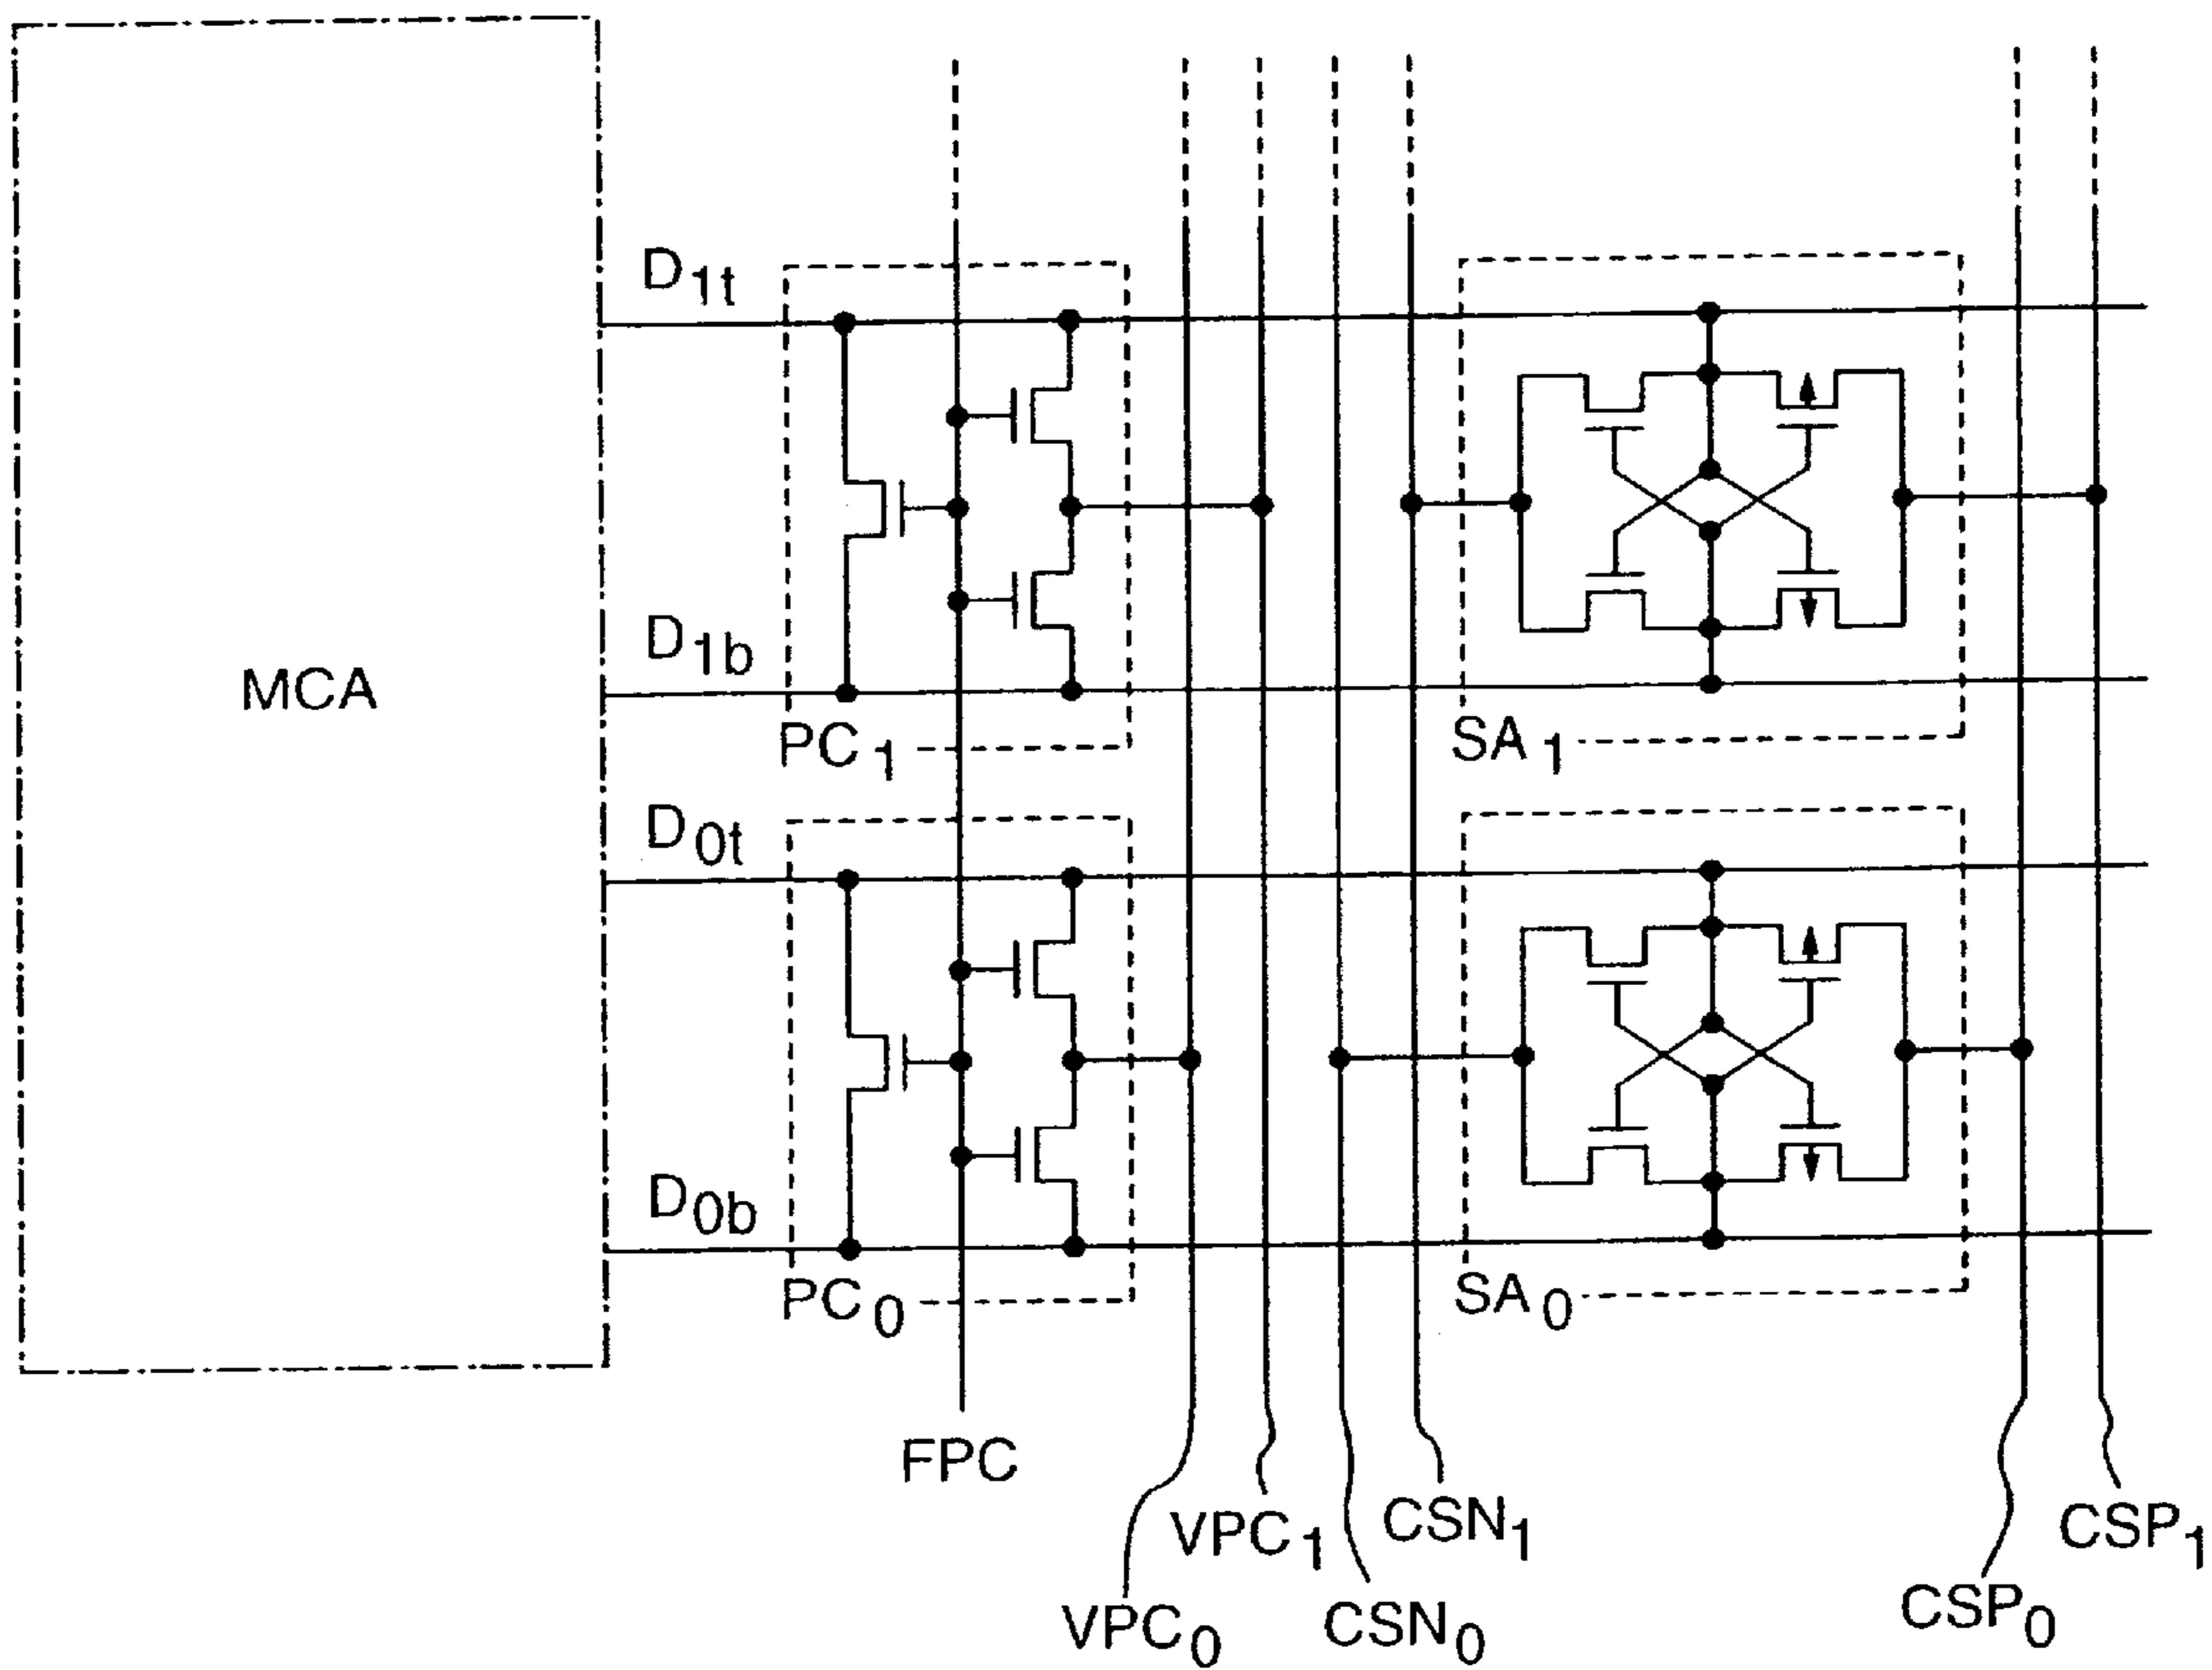 D1t
D1b
MCA
PC1
SA1
D0t
D0b
PC0
SA0
FPC
VPC1
CSN1
CSP1
VPC0
CSN0
CSP0